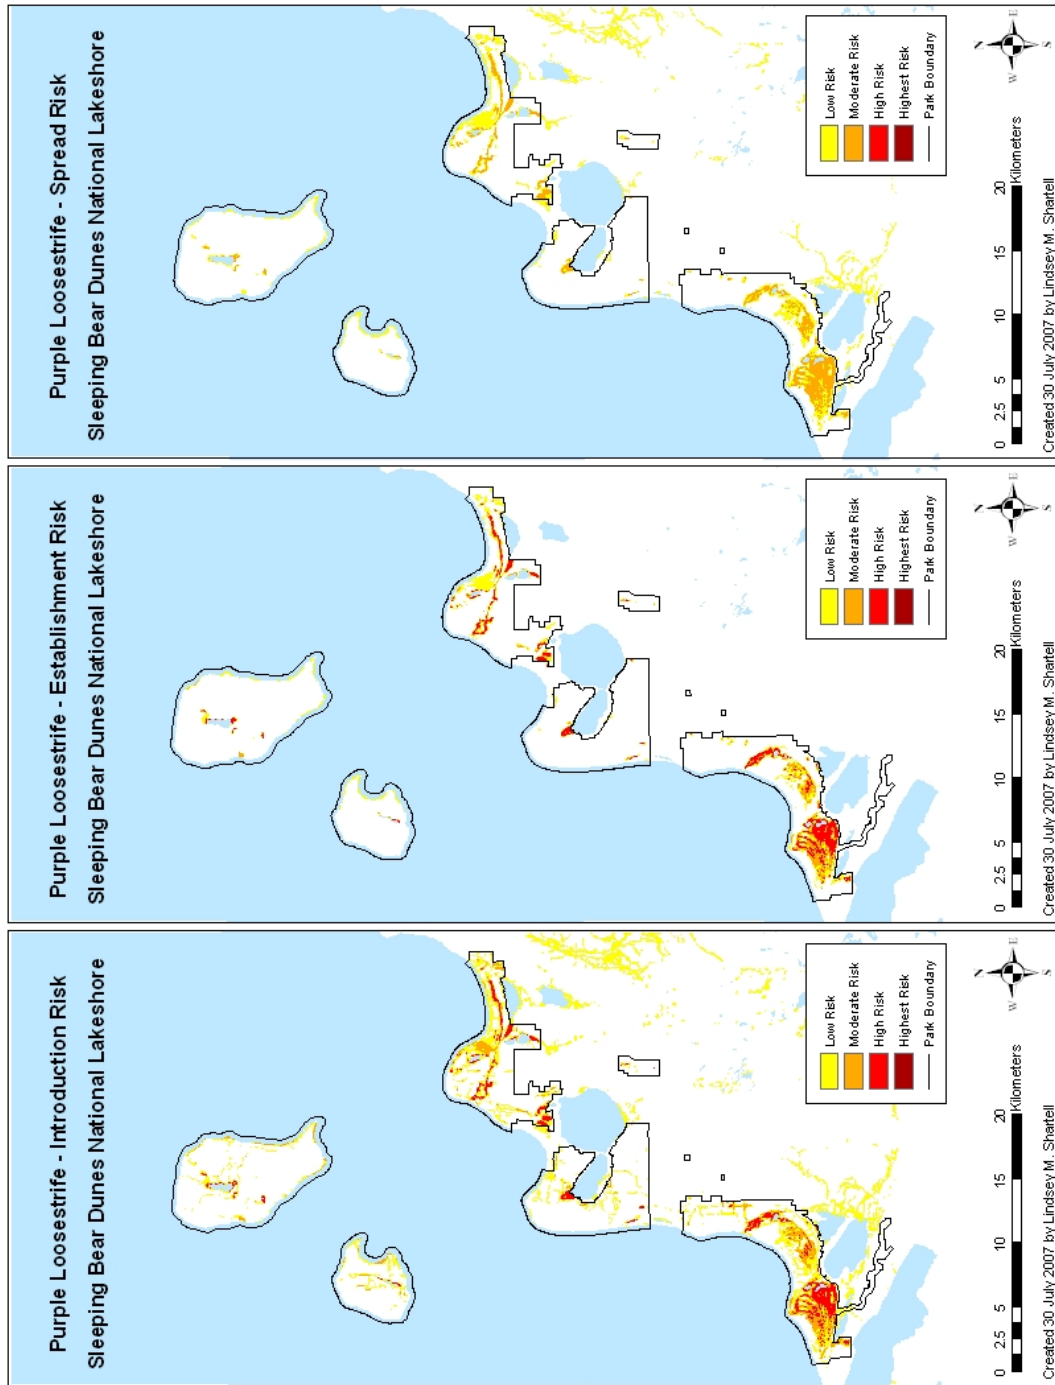 Purple Loosestrife - Introduction Risk
Sleeping Bear Dunes National Lakeshore
Low Risk
Moderate Risk
High Risk
Highest Risk
Park Boundary
N
W E
S
0 2.5 5 10 15 20
Kilometers
Created 30 July 2007 by Lindsey M. Shartell
Purple Loosestrife - Establishment Risk
Sleeping Bear Dunes National Lakeshore
Low Risk
Moderate Risk
High Risk
Highest Risk
Park Boundary
N
W E
S
0 2.5 5 10 15 20
Kilometers
Created 30 July 2007 by Lindsey M. Shartell
Purple Loosestrife - Spread Risk
Sleeping Bear Dunes National Lakeshore
Low Risk
Moderate Risk
High Risk
Highest Risk
Park Boundary
N
W E
S
0 2.5 5 10 15 20
Kilometers
Created 30 July 2007 by Lindsey M. Shartell